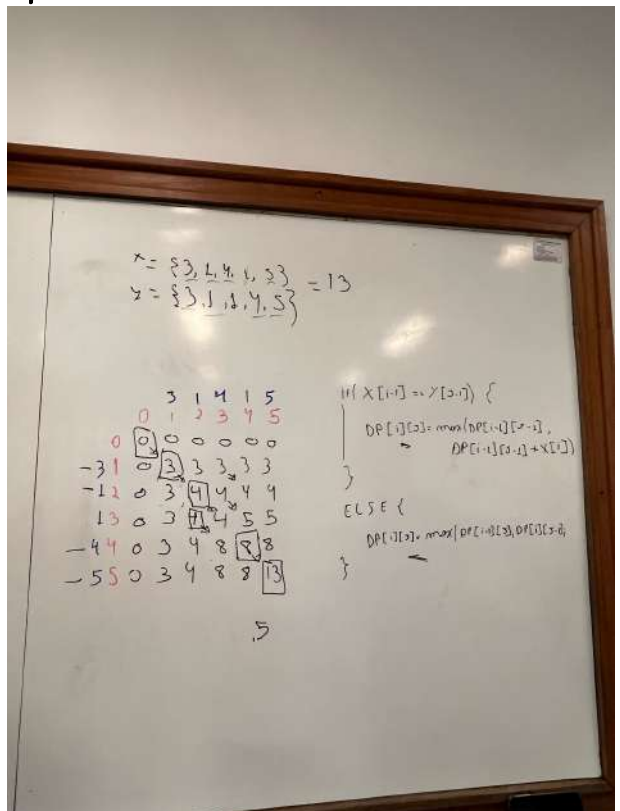 x = {3, 1, 4, 1, 5} = 13
y = {3, 1, 1, 4, 5}
3 1 4 1 5
0 1 2 3 4 5
0 0 0 0 0 0 0
-3 1 0 3 3 3 3 3
-1 2 0 3 4 4 4 4
1 3 0 3 4 4 5 5
-4 4 0 3 4 8 8 8
-5 5 0 3 4 8 8 13
,5
if( X[i-1] == Y[J-1]) {
DP[i][J]= max(DP[i-1][J-1],
DP[i-1][J-1]+X[i])
}
ELSE {
DP[i][J]= max(DP[i-1][J], DP[i][J-1],
}